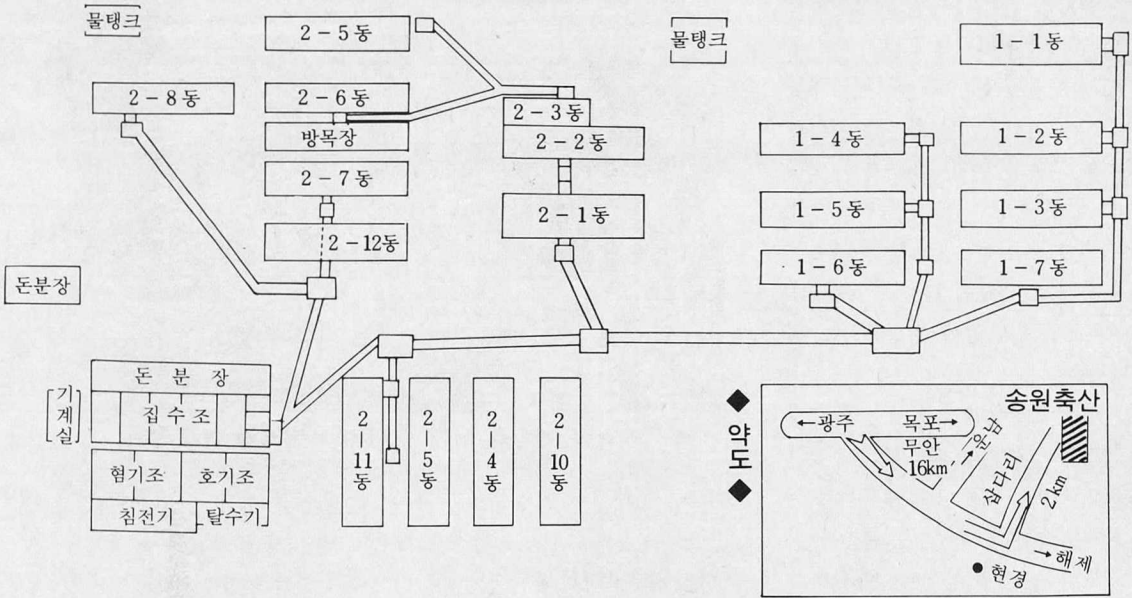 물탱크
2-5동
물탱크
1-1동
2-8동
2-6동
2-3동
방목장
2-2동
1-4동
1-2동
2-7동
2-1동
1-5동
1-3동
2-12동
1-6동
1-7동
돈분장
돈분장
기계실
집수조
혐기조
호기조
침전기
탈수기
2-11동
2-5동
2-4동
2-10동
◆약도◆
송원축산
←광주
목포→
무안
16km
운남
삼다리
2km
→해제
●현경